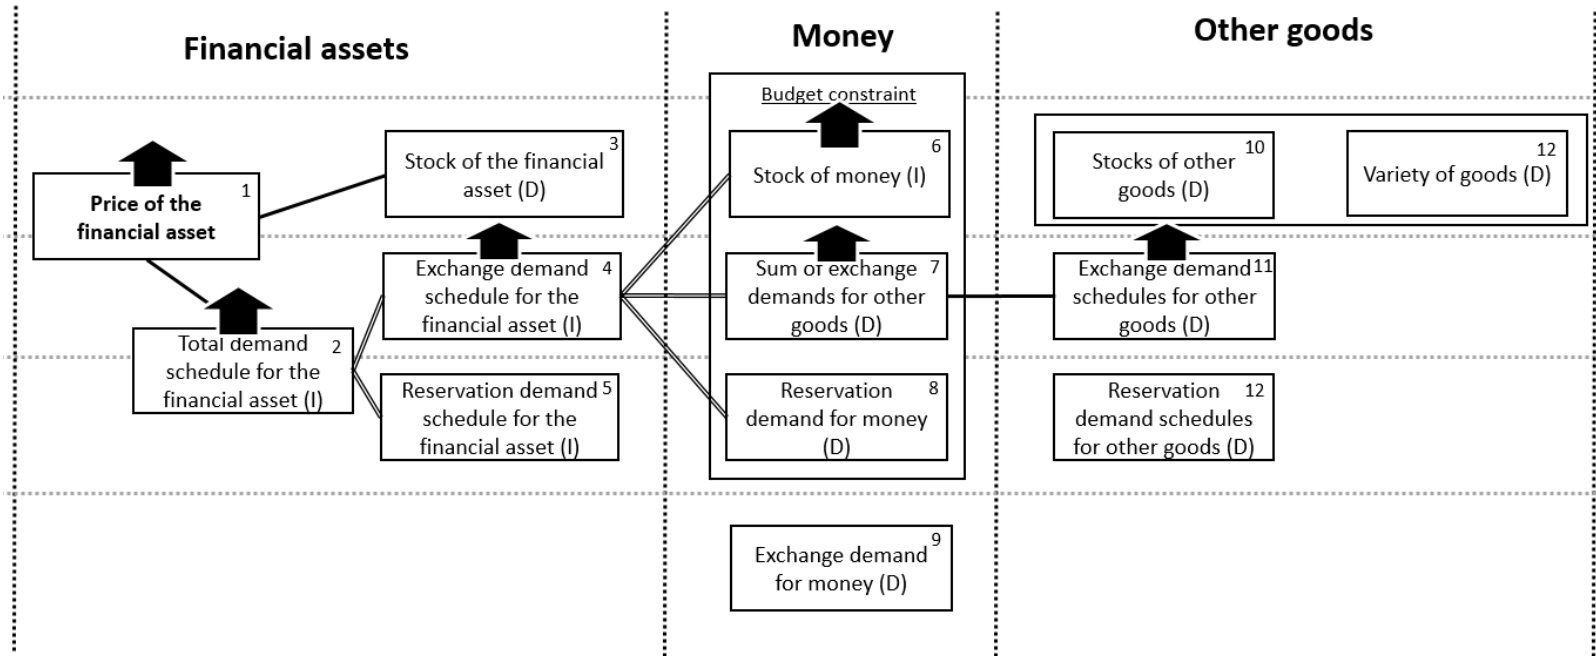 Financial assets
Money
Other goods
Budget constraint
1
Price of the
financial asset
2
Total demand
schedule for the
financial asset (I)
3
Stock of the financial
asset (D)
4
Exchange demand
schedule for the
financial asset (I)
5
Reservation demand
schedule for the
financial asset (I)
6
Stock of money (I)
7
Sum of exchange
demands for other
goods (D)
8
Reservation
demand for money
(D)
9
Exchange demand
for money (D)
10
Stocks of other
goods (D)
12
Variety of goods (D)
11
Exchange demand
schedules for other
goods (D)
12
Reservation
demand schedules
for other goods (D)